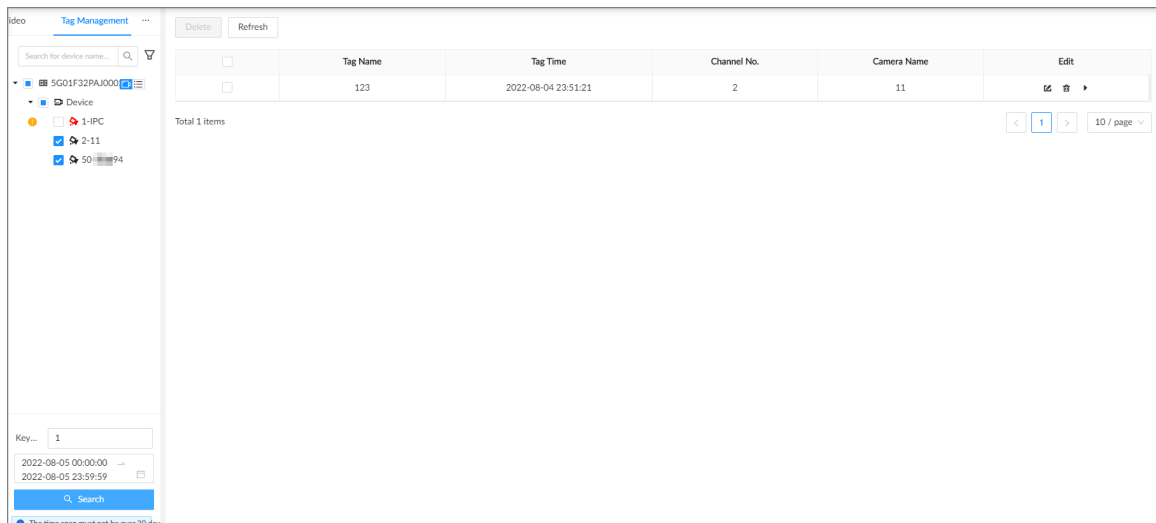 ideo Tag Management ...
Delete Refresh
Search for device name...
Tag Name Tag Time Channel No. Camera Name Edit
5G01F32PAJ000
123 2022-08-04 23:51:21 2 11
Device
1-IPC
Total 1 items
< 1 > 10 / page
2-11
50 94
Key... 1
2022-08-05 00:00:00 →
2022-08-05 23:59:59
Search
The time span must not be over 30 day